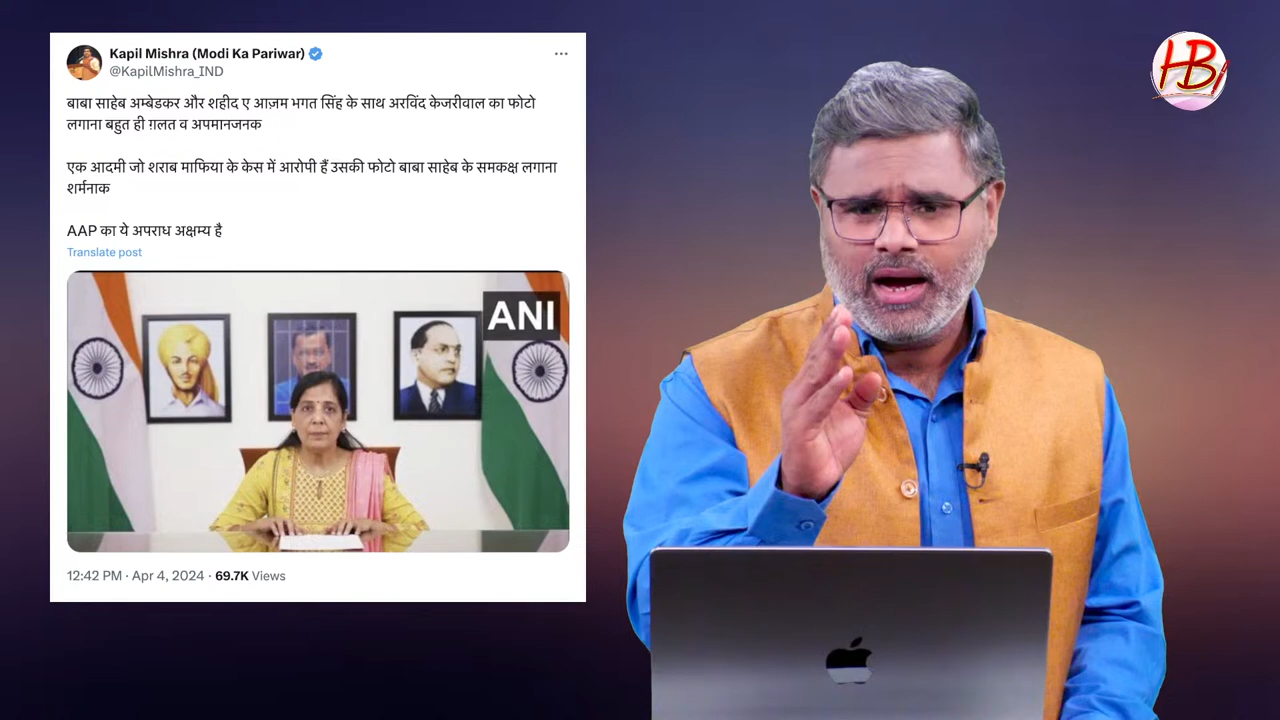 Kapil Mishra (Modi Ka Pariwar)
@KapilMishra_IND
बाबा साहेब अम्बेडकर और शहीद ए आज़म भगत सिंह के साथ अरविंद केजरीवाल का फोटो
लगाना बहुत ही ग़लत व अपमानजनक
एक आदमी जो शराब माफिया के केस में आरोपी हैं उसकी फोटो बाबा साहेब के समकक्ष लगाना
शर्मनाक
AAP का ये अपराध अक्षम्य है
Translate post
ANI
12:42 PM · Apr 4, 2024 · 69.7K Views
HBI